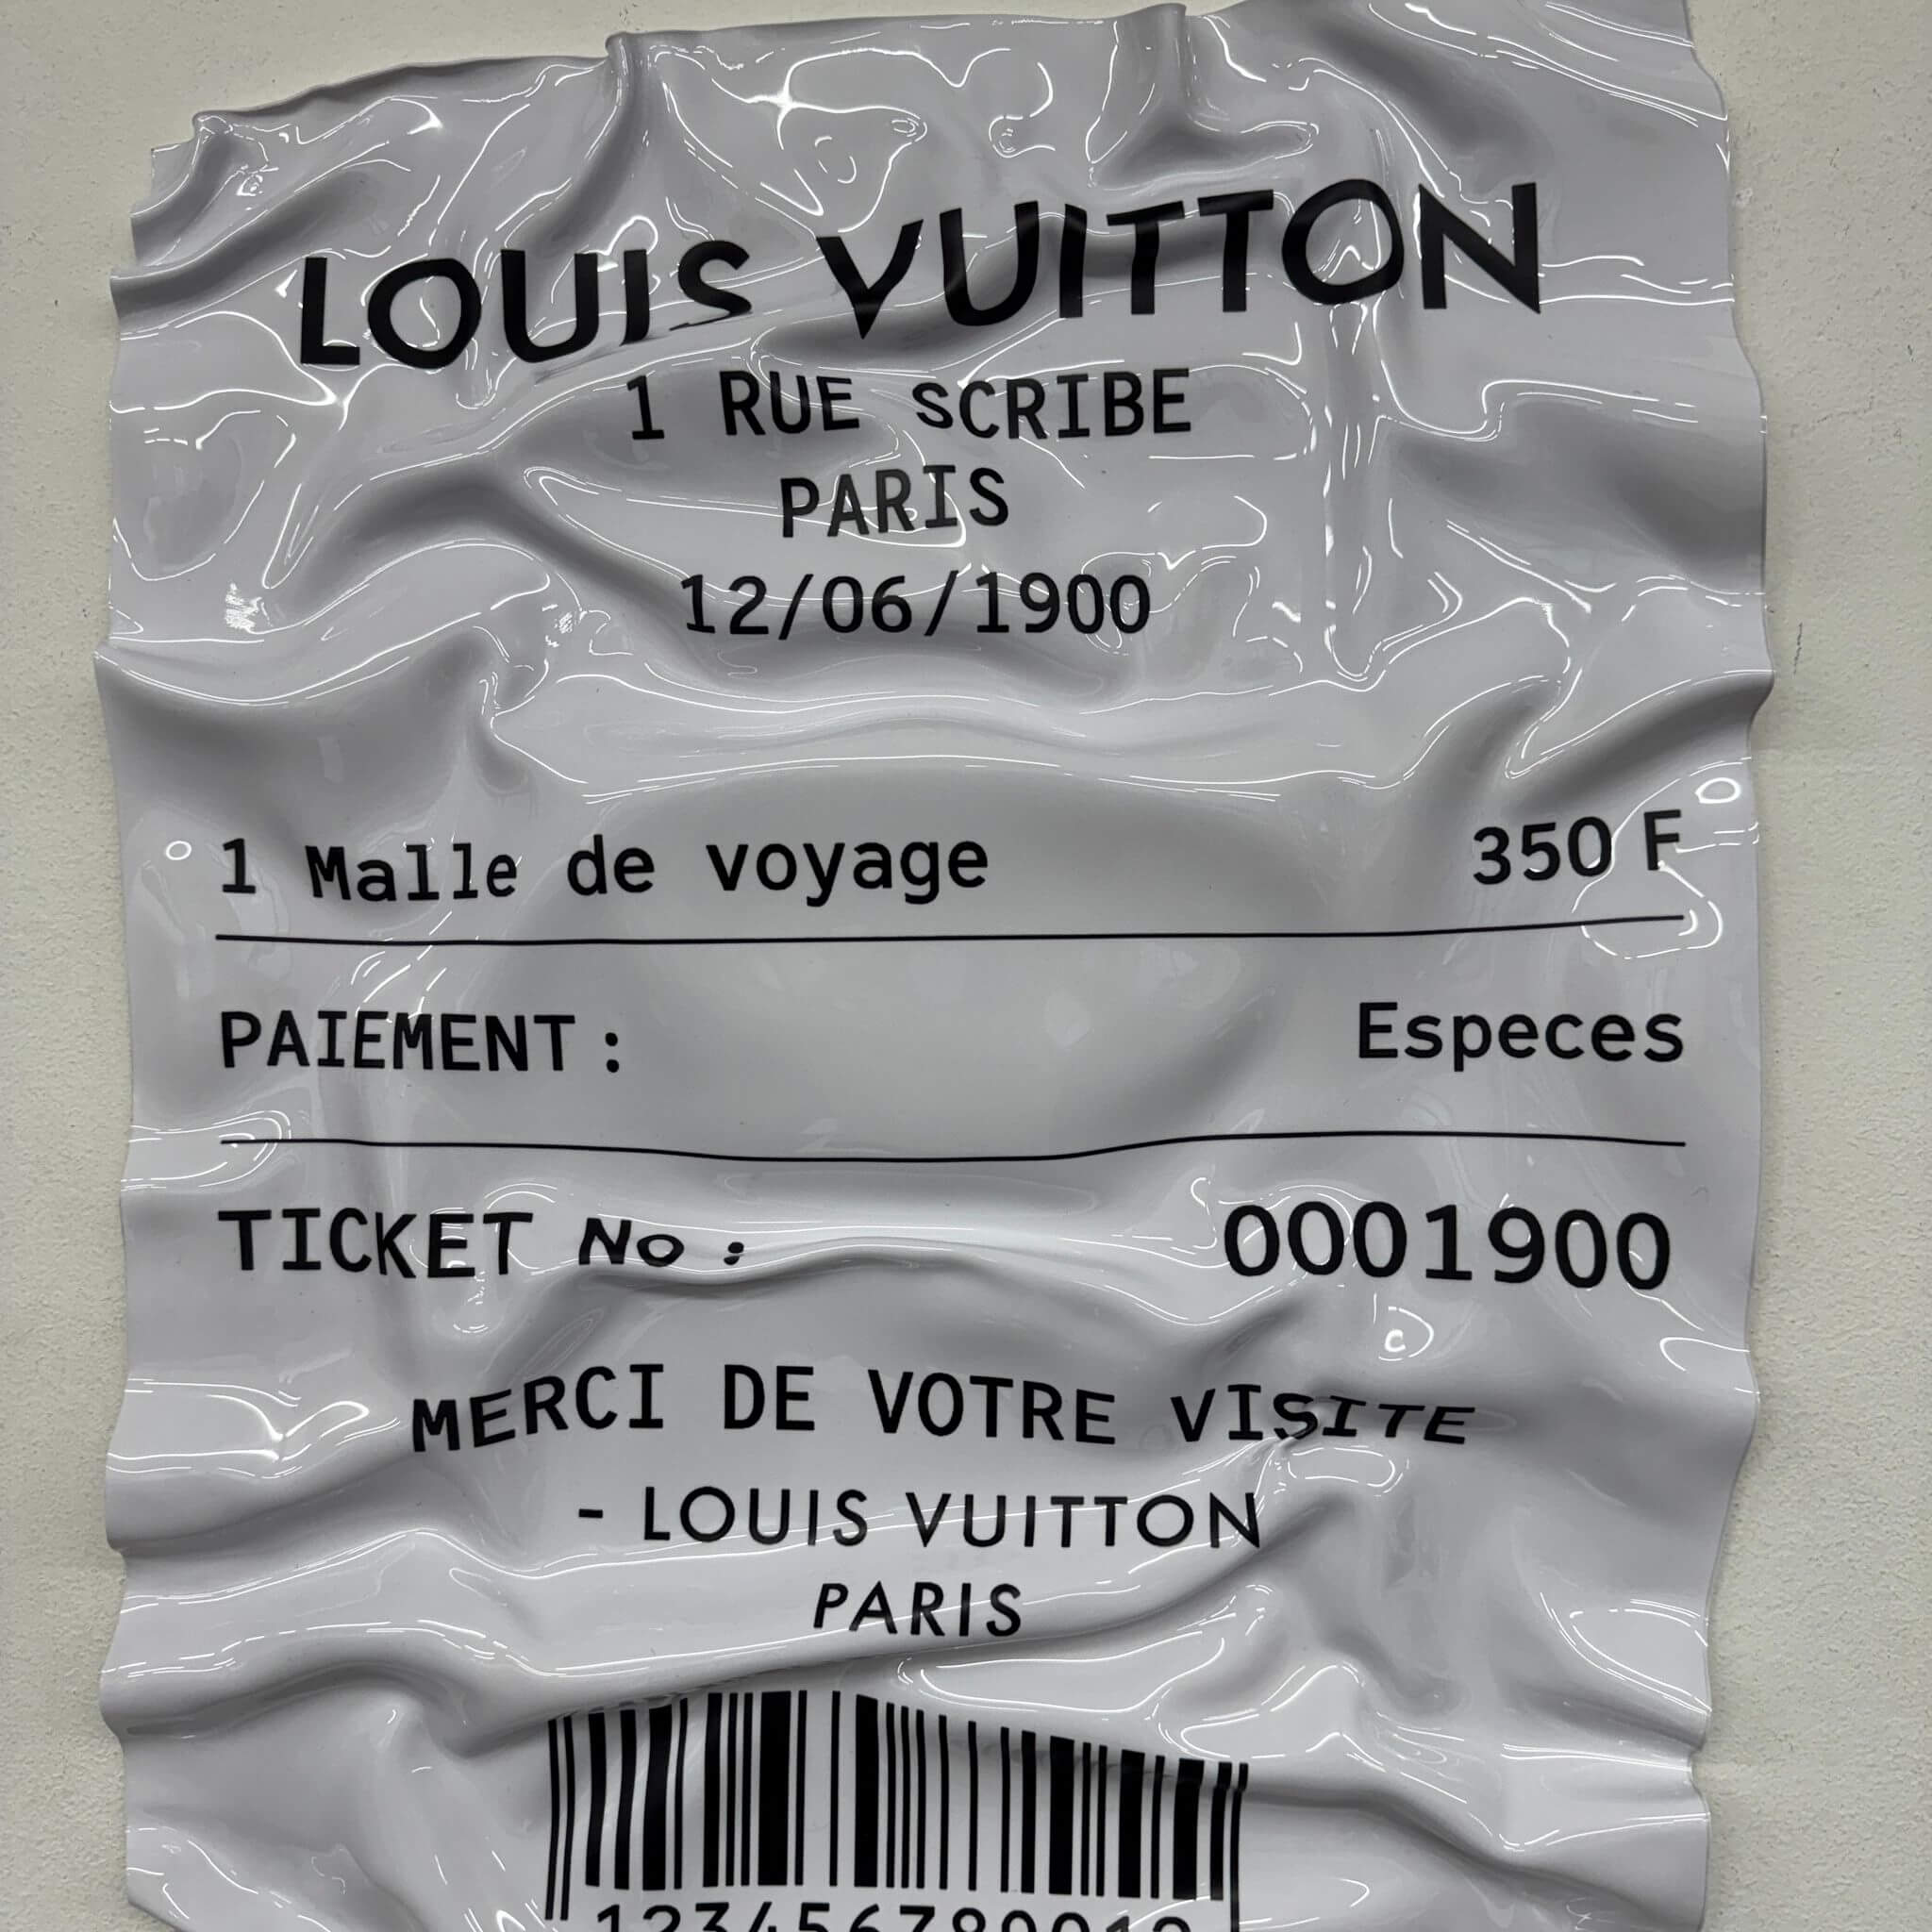 LOUIS VUITTON
1 RUE SCRIBE
PARIS
12/06/1900
1 Malle de voyage 350 F
PAIEMENT: Especes
TICKET No: 0001900
MERCI DE VOTRE VISITE
- LOUIS VUITTON
PARIS